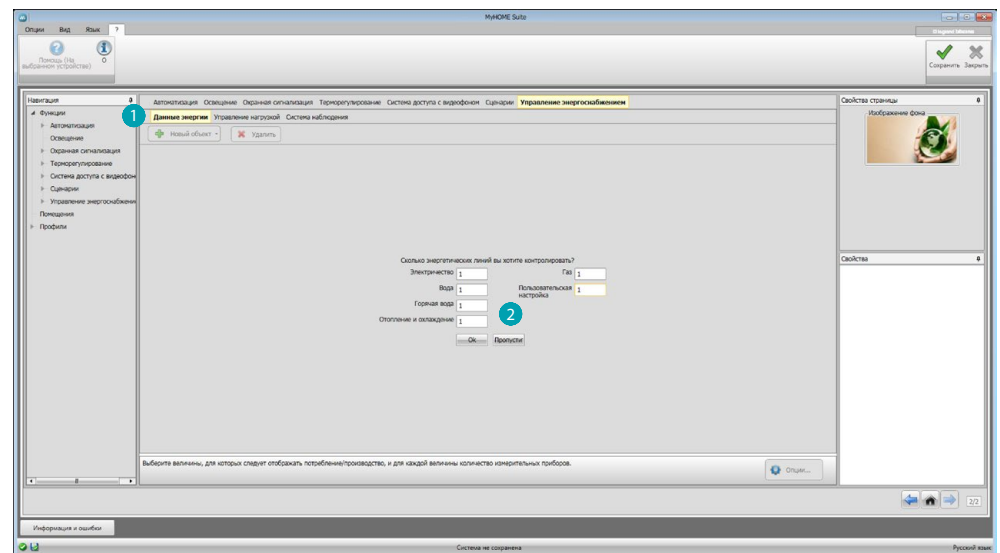 MyHOME Suite
Опции Вид Язык ?
Помощь (На
выбранном устройстве)
О
Сохранить Закрыть
Навигация
Функции
Автоматизация
Освещение
Охранная сигнализация
Терморегулирование
Система доступа с видеофон
Сценарии
Управление энергоснабжени
Помещения
Профили
1
Автоматизация Освещение Охранная сигнализация Терморегулирование Система доступа с видеофоном Сценарии Управление энергоснабжением
Данные энергии Управление нагрузкой Система наблюдения
Новый объект Удалить
Сколько энергетических линий вы хотите контролировать?
Электричество 1 Газ 1
Вода 1 Пользовательская 1
настройка
Горячая вода 1
Отопление и охлаждение 1
2
Ok Пропусти
Выберите величины, для которых следует отображать потребление/производство, и для каждой величины количество измерительных приборов.
Опции...
Свойства страницы
Изображение фона
Свойства
2/2
Информация и ошибки
Система не сохранена
Русский язык